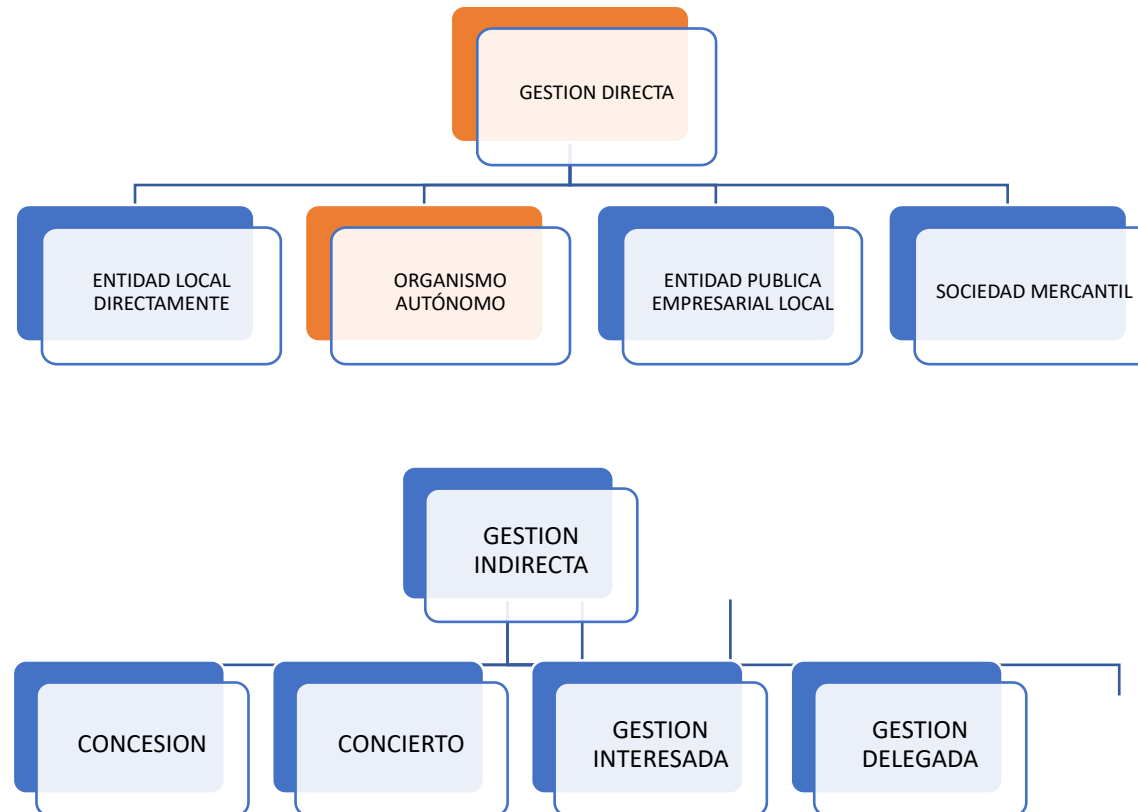 GESTION DIRECTA
ENTIDAD LOCAL
DIRECTAMENTE
ORGANISMO
AUTÓNOMO
ENTIDAD PUBLICA
EMPRESARIAL LOCAL
SOCIEDAD MERCANTIL
GESTION
INDIRECTA
CONCESION
CONCIERTO
GESTION
INTERESADA
GESTION
DELEGADA